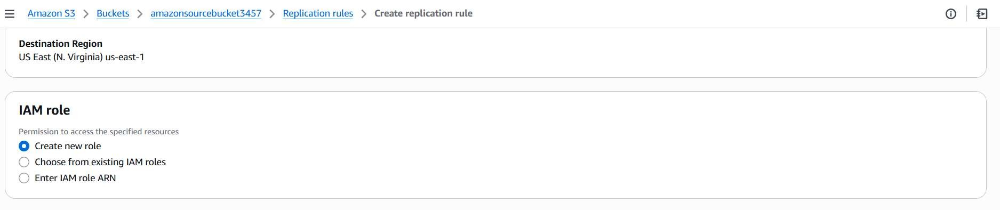 Amazon S3 > Buckets > amazonsourcebucket3457 > Replication rules > Create replication rule
Destination Region
US East (N. Virginia) us-east-1
IAM role
Permission to access the specified resources
Create new role
Choose from existing IAM roles
Enter IAM role ARN